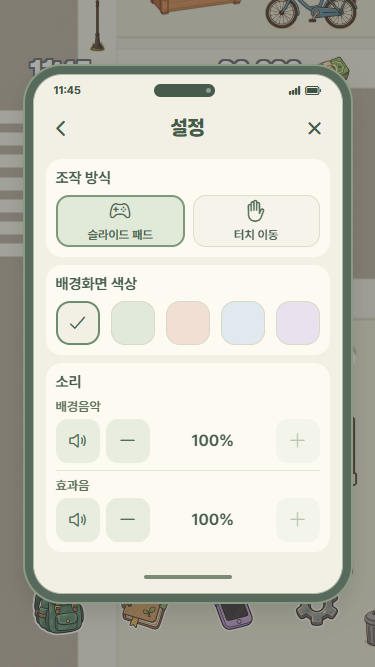 11:45
설정
조작 방식
슬라이드 패드
터치 이동
배경화면 색상
소리
배경음악
100%
효과음
100%